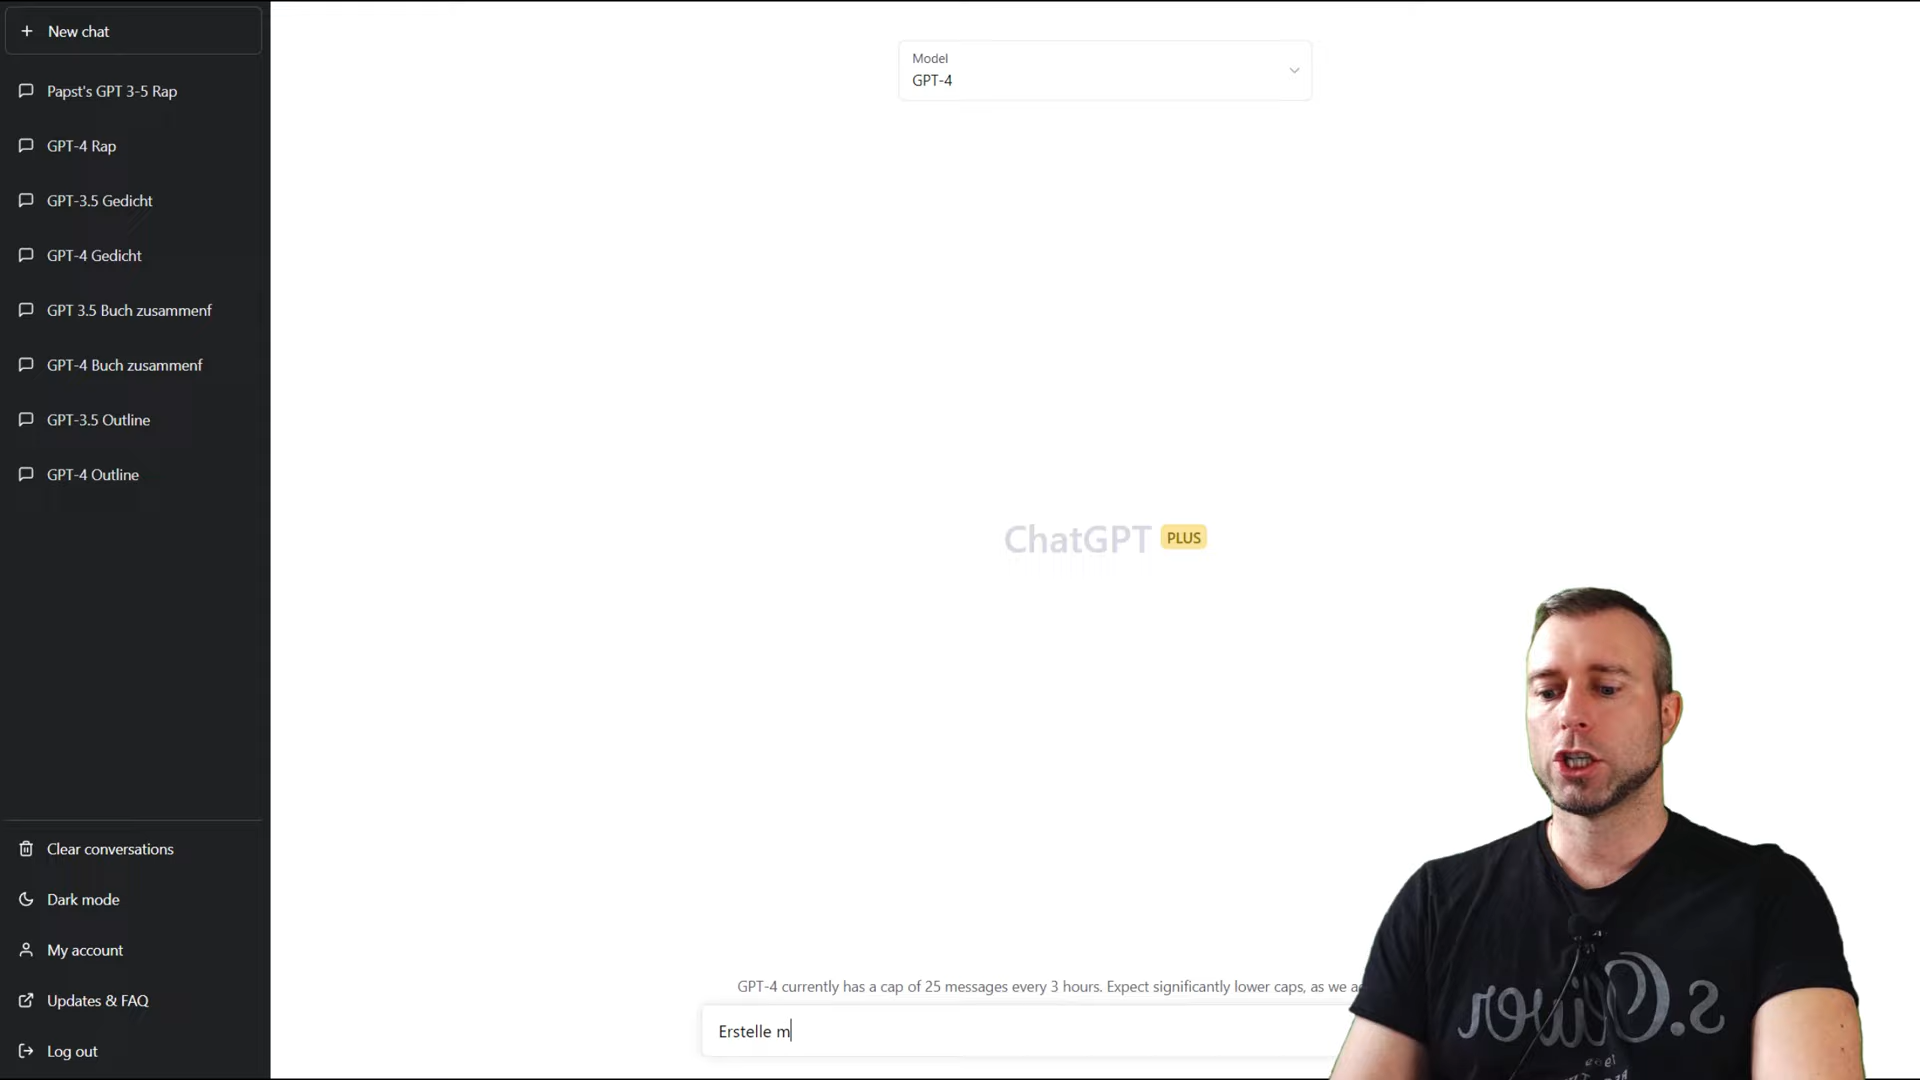 New chat
Papst's GPT 3-5 Rap
GPT-4 Rap
GPT-3.5 Gedicht
GPT-4 Gedicht
GPT 3.5 Buch zusammenf
GPT-4 Buch zusammenf
GPT-3.5 Outline
GPT-4 Outline
Clear conversations
Dark mode
My account
Updates & FAQ
Log out
Model
GPT-4
ChatGPT PLUS
GPT-4 currently has a cap of 25 messages every 3 hours. Expect significantly lower caps, as we a
Erstelle m
s.Oliver